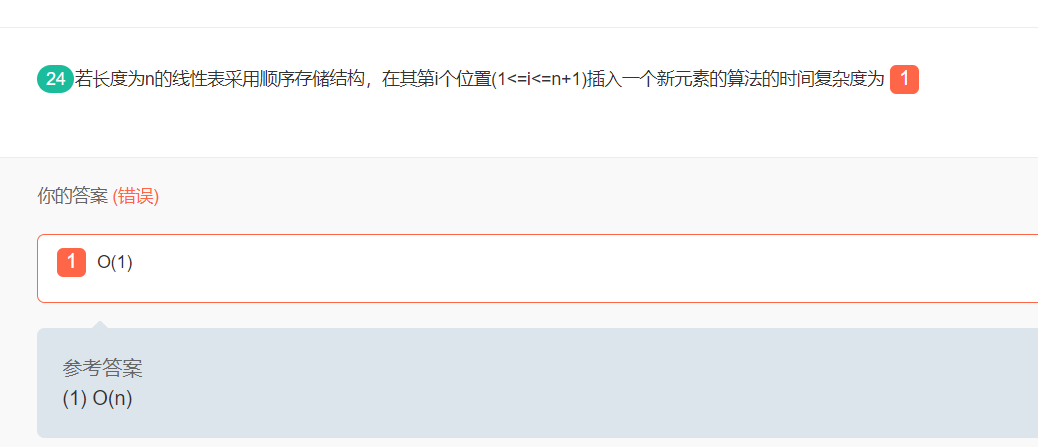 24 若长度为n的线性表采用顺序存储结构，在其第i个位置(1<=i<=n+1)插入一个新元素的算法的时间复杂度为 1
你的答案 (错误)
1 O(1)
参考答案
(1) O(n)